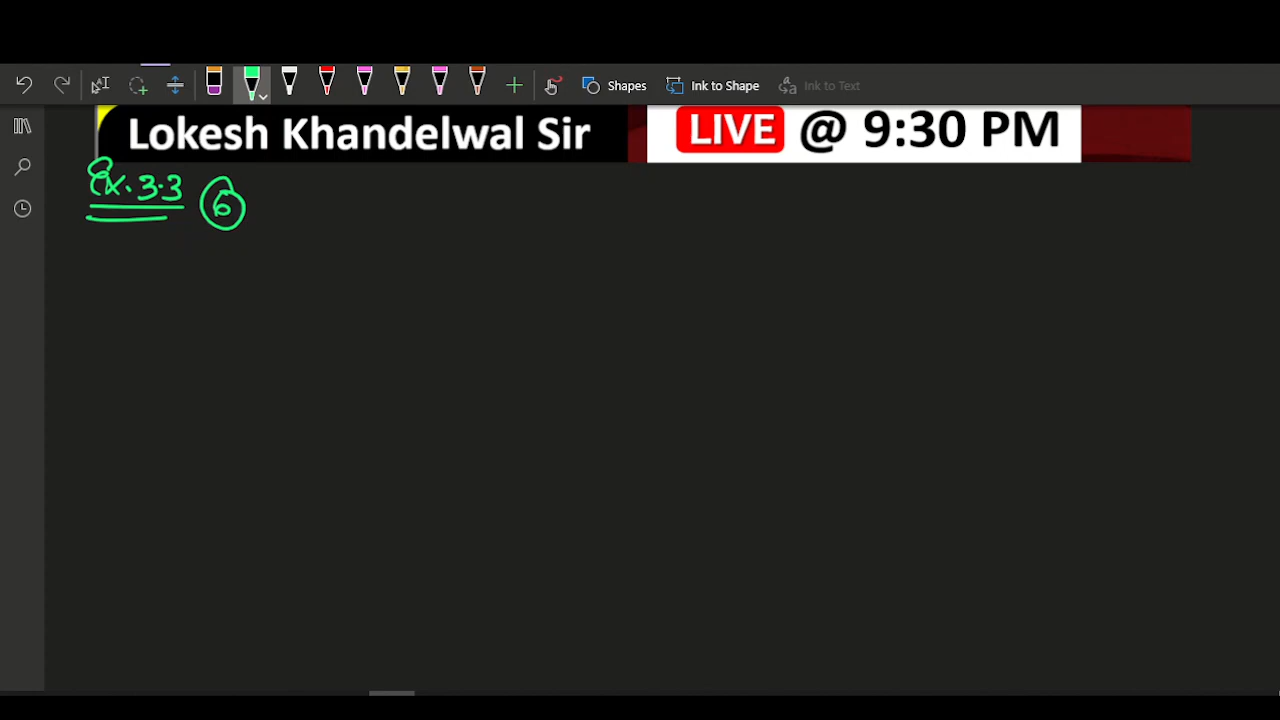 Shapes Ink to Shape Ink to Text
Lokesh Khandelwal Sir LIVE @ 9:30 PM
Ex. 3.3 6